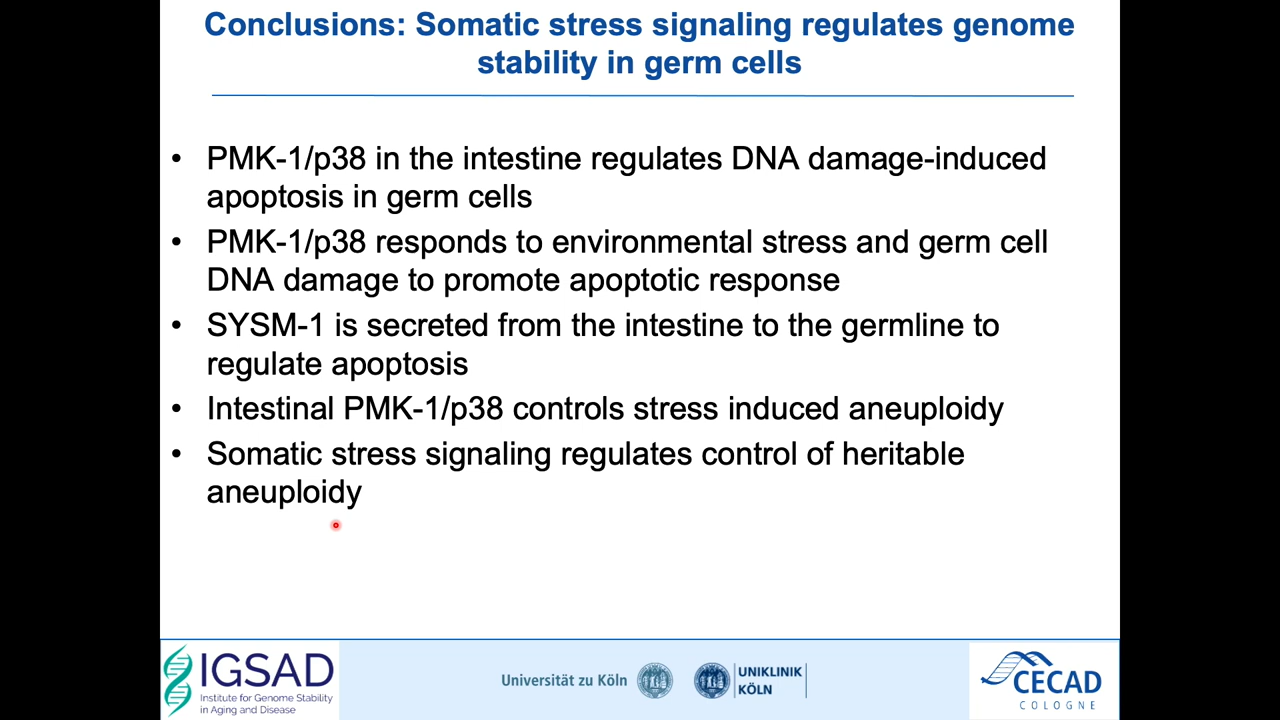 Conclusions: Somatic stress signaling regulates genome
stability in germ cells
• PMK-1/p38 in the intestine regulates DNA damage-induced
apoptosis in germ cells
• PMK-1/p38 responds to environmental stress and germ cell
DNA damage to promote apoptotic response
• SYSM-1 is secreted from the intestine to the germline to
regulate apoptosis
• Intestinal PMK-1/p38 controls stress induced aneuploidy
• Somatic stress signaling regulates control of heritable
aneuploidy
IGSAD
Institute for Genome Stability
in Aging and Disease
Universität zu Köln
UNIKLINIK
KÖLN
CECAD
COLOGNE